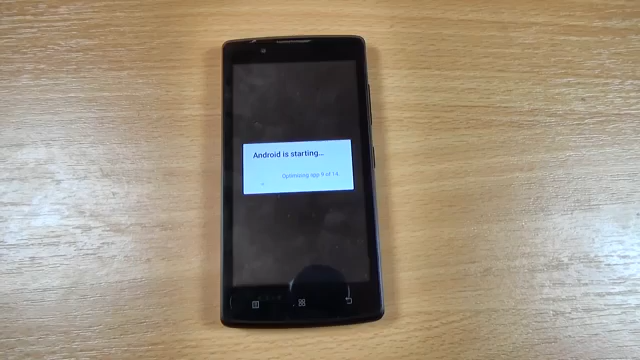 Android is starting...
Optimizing app 9 of 14.